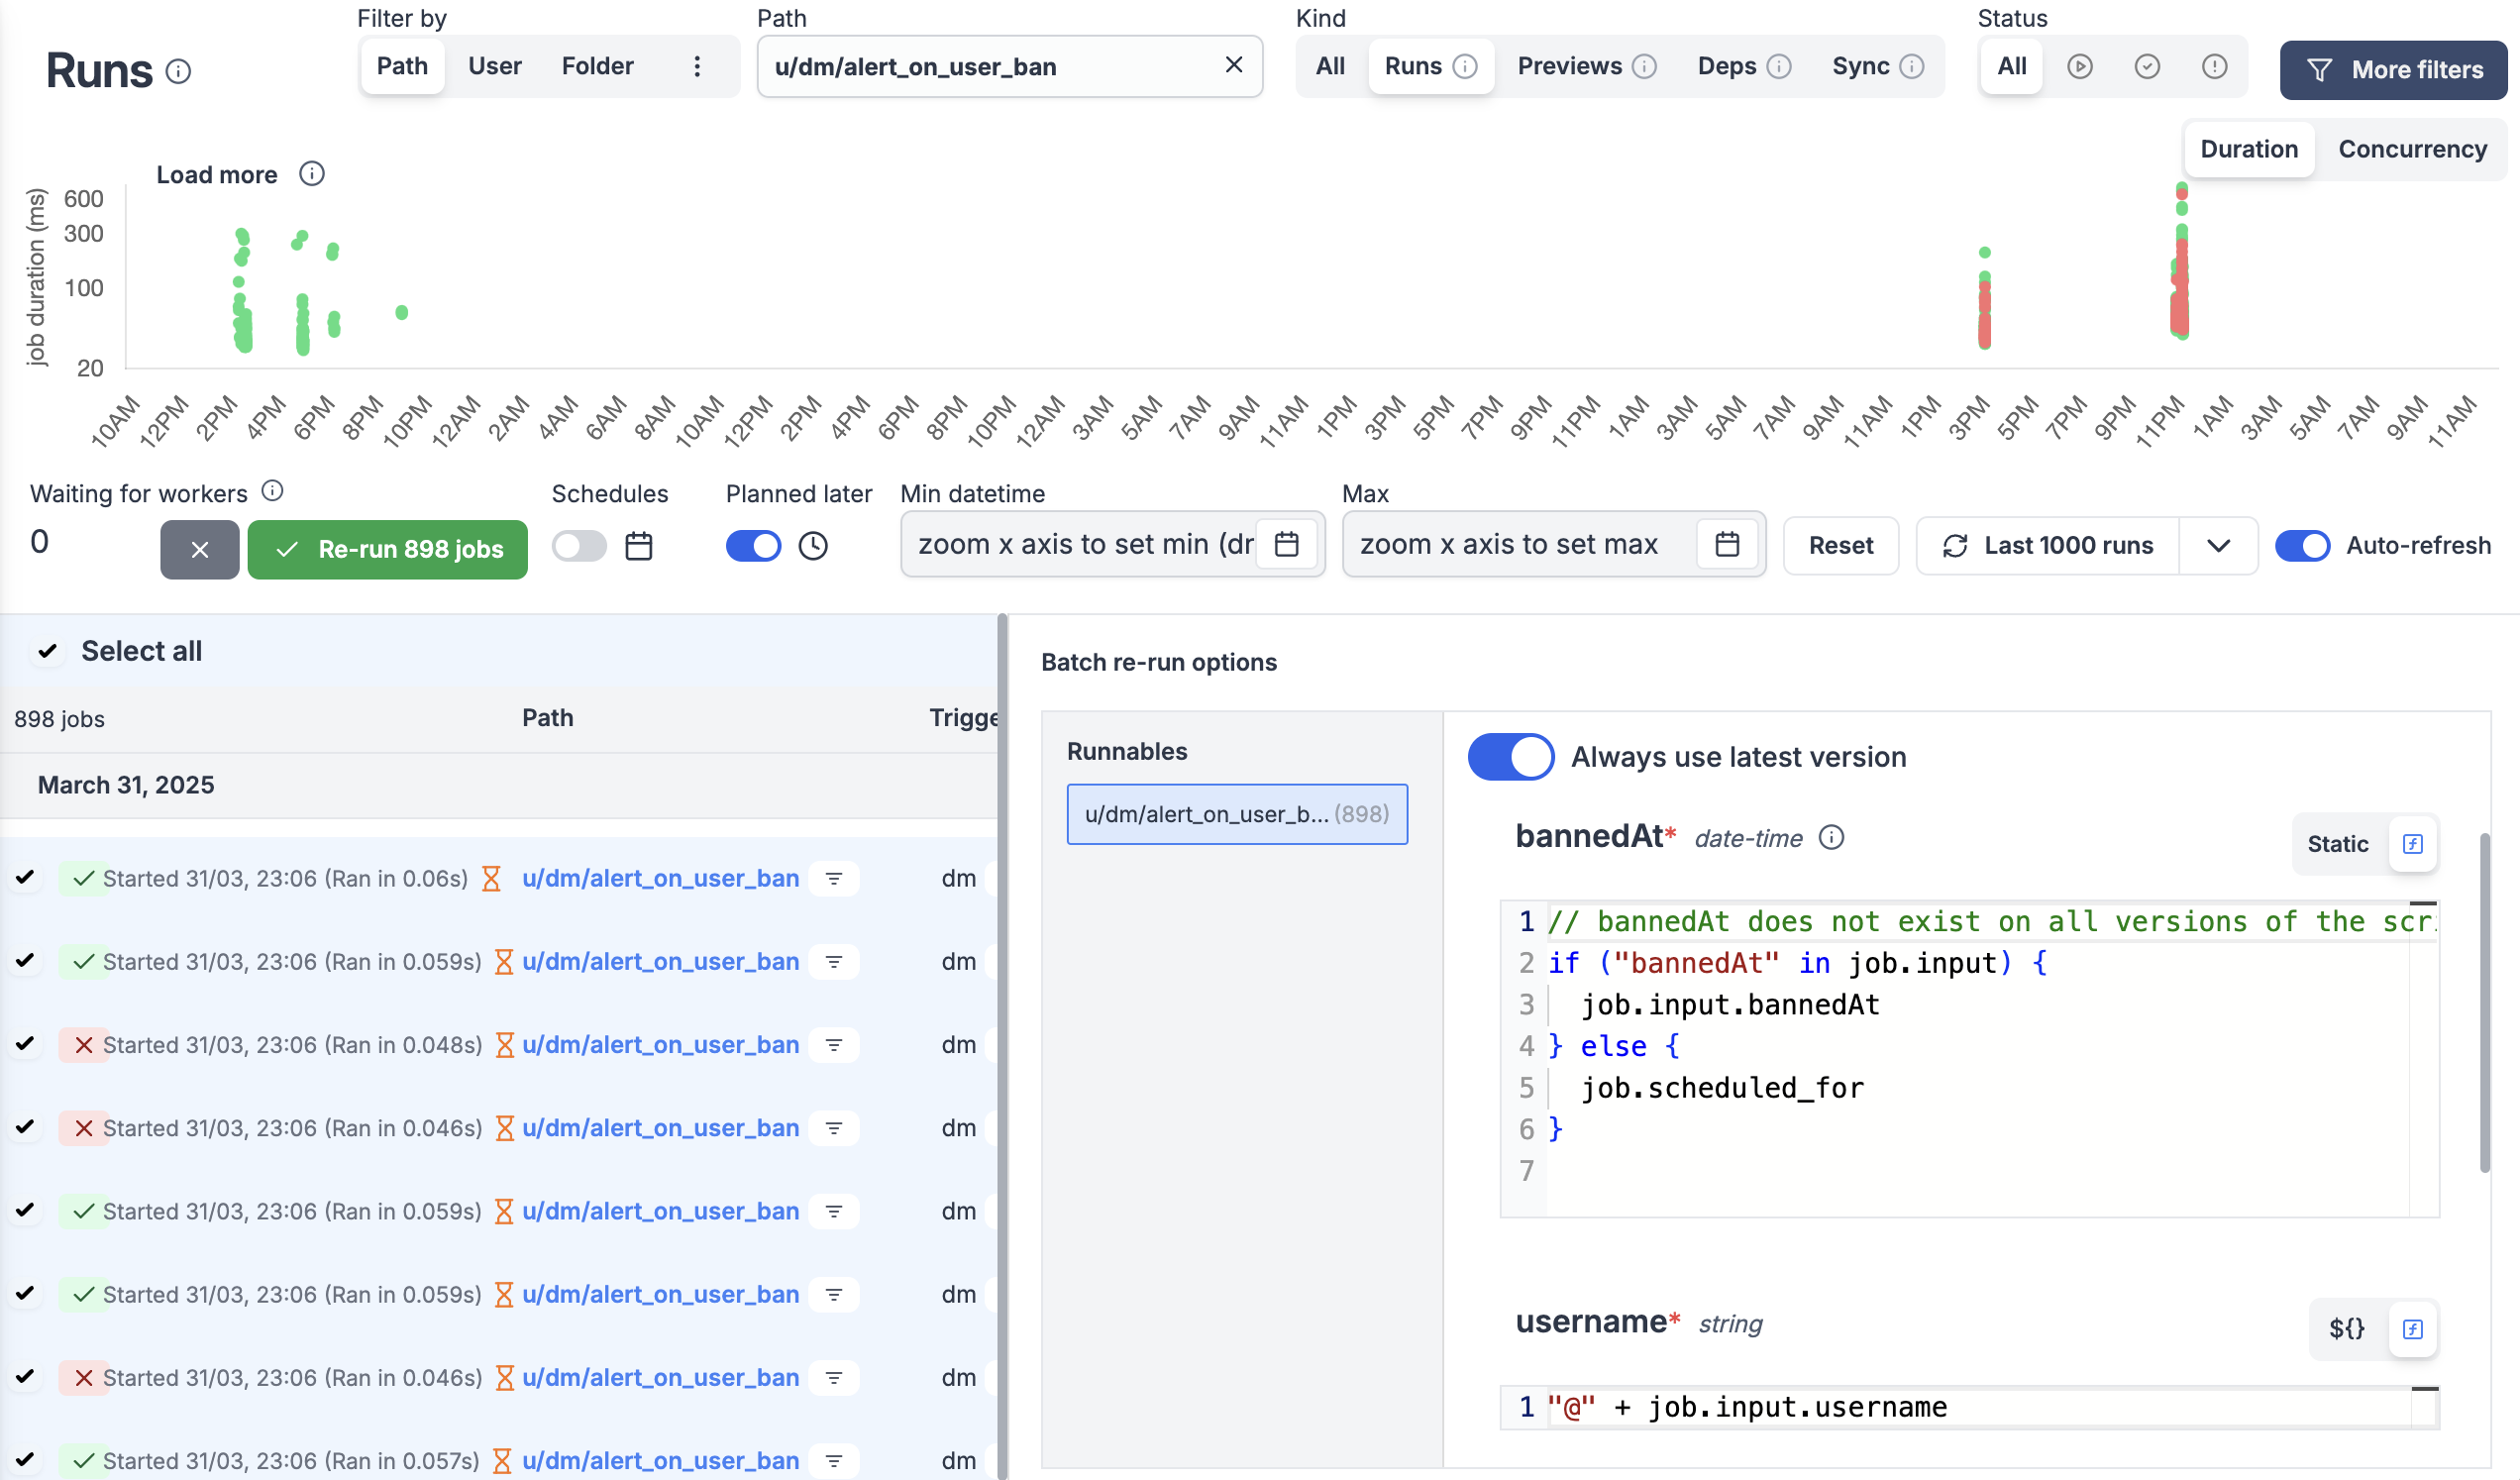 Runs
Filter by
Path
User
Folder
Path
u/dm/alert_on_user_ban
Kind
All
Runs
Previews
Deps
Sync
Status
All
More filters
Duration
Concurrency
Load more
job duration (ms)
600
300
100
20
10AM 12PM 2PM 4PM 6PM 8PM 10PM 12AM 2AM 4AM 6AM 8AM 10AM 12PM 2PM 4PM 6PM 8PM 10PM 12AM 3AM 5AM 7AM 9AM 11AM 1PM 3PM 5PM 7PM 9PM 11PM 1AM 3AM 5AM 7AM 9AM 11AM 1PM 3PM 5PM 7PM 9PM 11PM 1AM 3AM 5AM 7AM 9AM 11AM
Waiting for workers
0
Re-run 898 jobs
Schedules
Planned later
Min datetime
zoom x axis to set min (dr
Max
zoom x axis to set max
Reset
Last 1000 runs
Auto-refresh
Select all
898 jobs
Path
Trigge
March 31, 2025
Started 31/03, 23:06 (Ran in 0.06s) u/dm/alert_on_user_ban dm
Started 31/03, 23:06 (Ran in 0.059s) u/dm/alert_on_user_ban dm
Started 31/03, 23:06 (Ran in 0.048s) u/dm/alert_on_user_ban dm
Started 31/03, 23:06 (Ran in 0.046s) u/dm/alert_on_user_ban dm
Started 31/03, 23:06 (Ran in 0.059s) u/dm/alert_on_user_ban dm
Started 31/03, 23:06 (Ran in 0.059s) u/dm/alert_on_user_ban dm
Started 31/03, 23:06 (Ran in 0.046s) u/dm/alert_on_user_ban dm
Started 31/03, 23:06 (Ran in 0.057s) u/dm/alert_on_user_ban dm
Batch re-run options
Runnables
u/dm/alert_on_user_b... (898)
Always use latest version
bannedAt* date-time
Static
1 // bannedAt does not exist on all versions of the scr
2 if ("bannedAt" in job.input) {
3 job.input.bannedAt
4 } else {
5 job.scheduled_for
6 }
7
username* string
${}
1 "@" + job.input.username